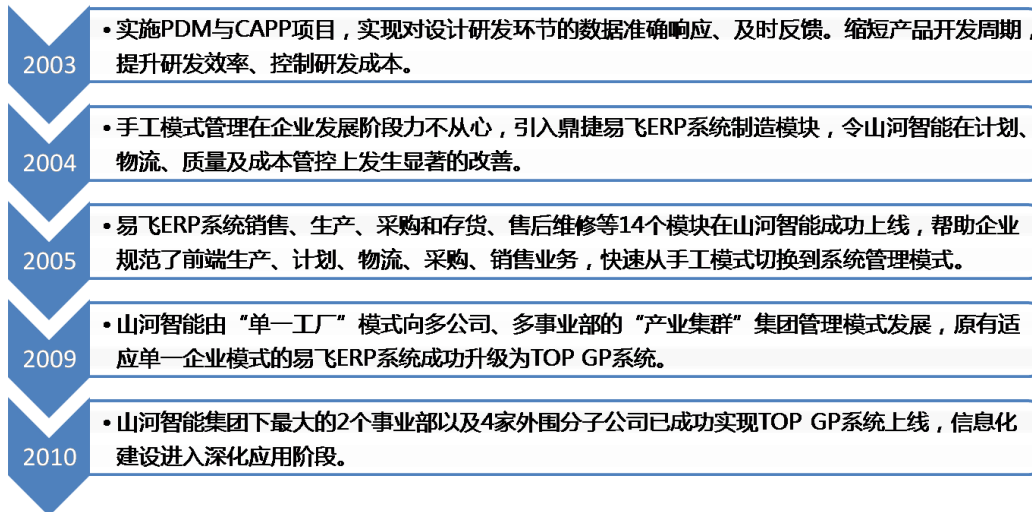 2003
• 实施PDM与CAPP项目，实现对设计研发环节的数据准确响应、及时反馈。缩短产品开发周期，
提升研发效率、控制研发成本。
2004
• 手工模式管理在企业发展阶段力不从心，引入鼎捷易飞ERP系统制造模块，令山河智能在计划、
物流、质量及成本管控上发生显著的改善。
2005
• 易飞ERP系统销售、生产、采购和存货、售后维修等14个模块在山河智能成功上线，帮助企业
规范了前端生产、计划、物流、采购、销售业务，快速从手工模式切换到系统管理模式。
2009
• 山河智能由“单一工厂”模式向多公司、多事业部的“产业集群”集团管理模式发展，原有适
应单一企业模式的易飞ERP系统成功升级为TOP GP系统。
2010
• 山河智能集团下最大的2个事业部以及4家外围分子公司已成功实现TOP GP系统上线，信息化
建设进入深化应用阶段。